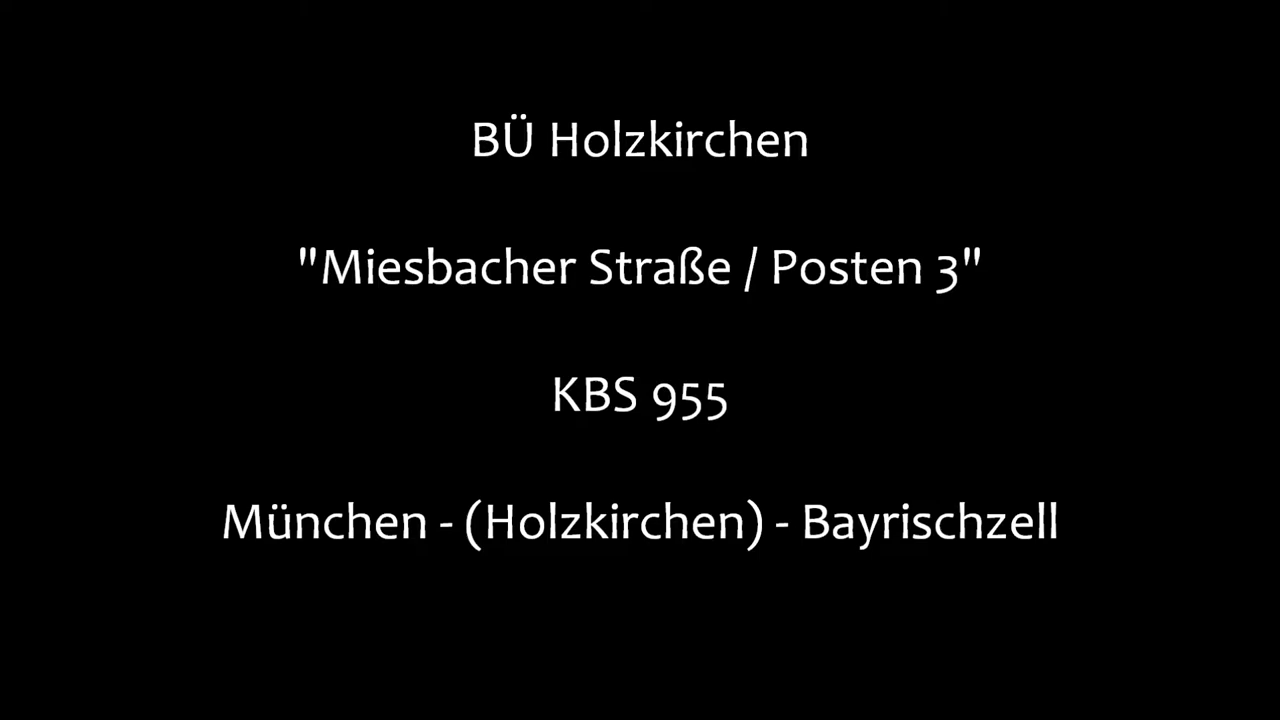 BÜ Holzkirchen
"Miesbacher Straße / Posten 3"
KBS 955
München - (Holzkirchen) - Bayrischzell